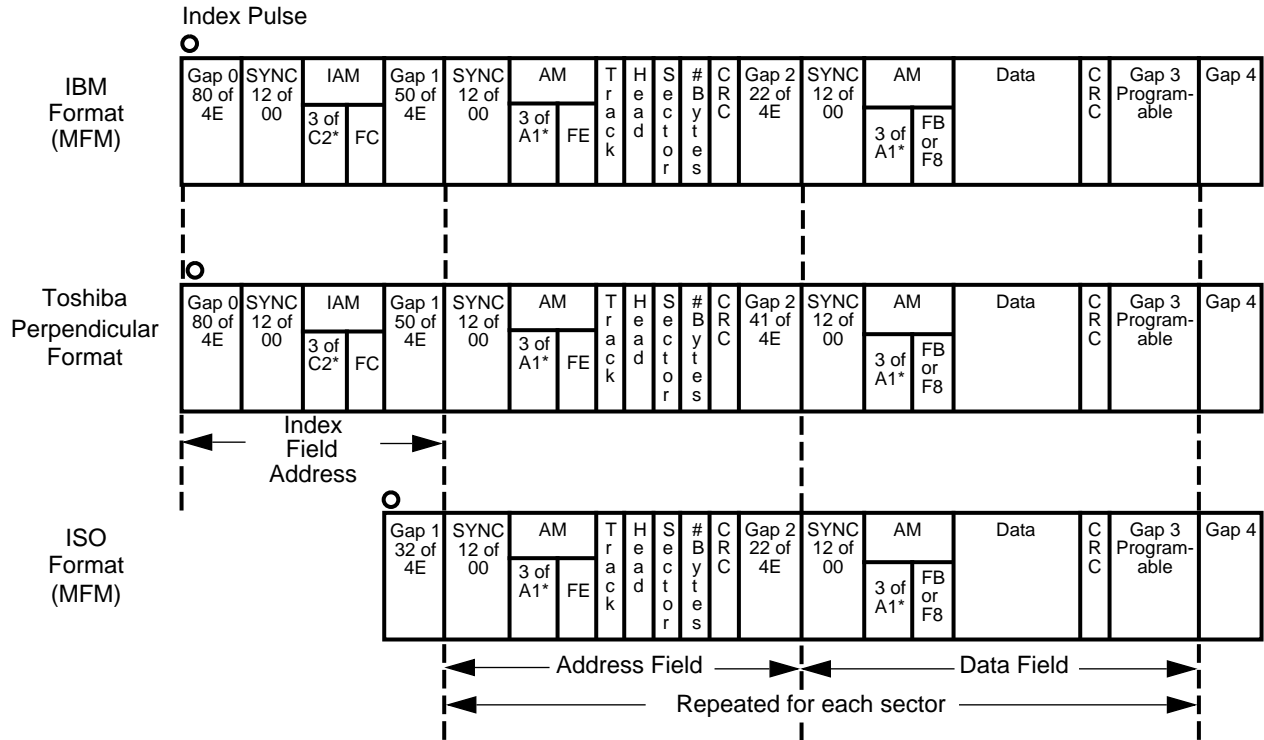 Index Pulse
IBM
Format
(MFM)
Gap 0
80 of
4E
SYNC
12 of
00
IAM
3 of
C2*
FC
Gap 1
50 of
4E
SYNC
12 of
00
AM
3 of
A1*
FE
Track
Head
Sector
# Bytes
CRC
Gap 2
22 of
4E
SYNC
12 of
00
AM
3 of
A1*
FB
or
F8
Data
CRC
Gap 3
Program-
able
Gap 4
Toshiba
Perpendicular
Format
Gap 0
80 of
4E
SYNC
12 of
00
IAM
3 of
C2*
FC
Gap 1
50 of
4E
SYNC
12 of
00
AM
3 of
A1*
FE
Track
Head
Sector
# Bytes
CRC
Gap 2
41 of
4E
SYNC
12 of
00
AM
3 of
A1*
FB
or
F8
Data
CRC
Gap 3
Program-
able
Gap 4
Index
Field
Address
ISO
Format
(MFM)
Gap 1
32 of
4E
SYNC
12 of
00
AM
3 of
A1*
FE
Track
Head
Sector
# Bytes
CRC
Gap 2
22 of
4E
SYNC
12 of
00
AM
3 of
A1*
FB
or
F8
Data
CRC
Gap 3
Program-
able
Gap 4
Address Field
Data Field
Repeated for each sector